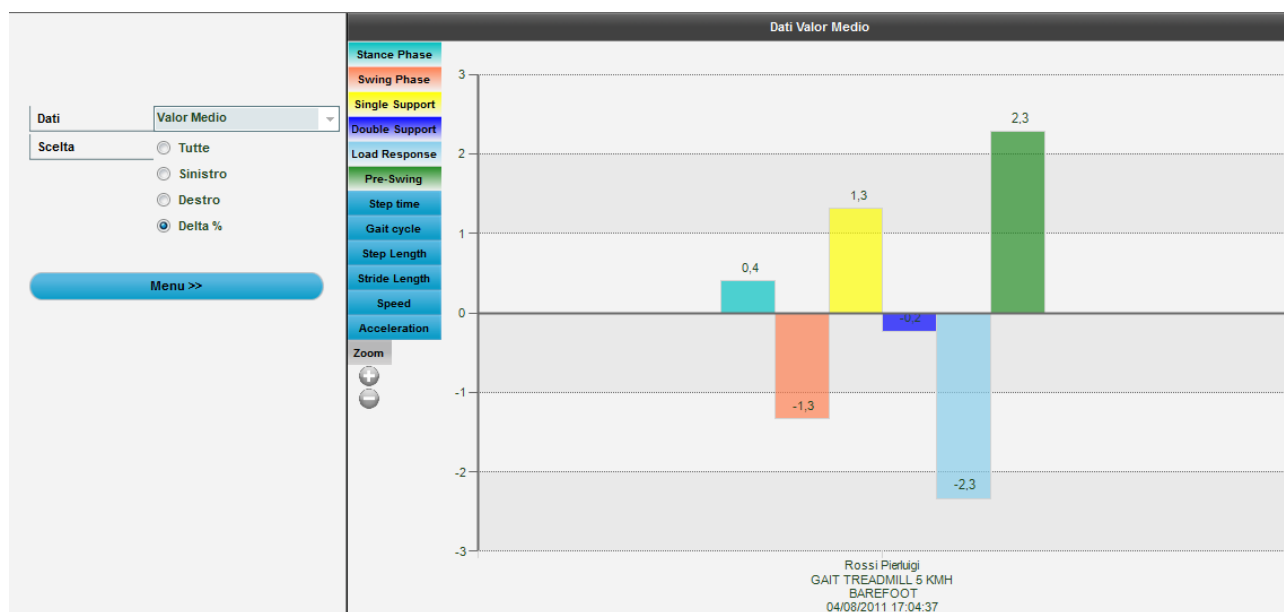 Dati Valor Medio
Dati
Valor Medio
Scelta
Tutte
Sinistro
Destro
Delta %
Menu >>
Stance Phase
Swing Phase
Single Support
Double Support
Load Response
Pre-Swing
Step time
Gait cycle
Step Length
Stride Length
Speed
Acceleration
Zoom
3
2
1
0
-1
-2
-3
0,4
-1,3
1,3
-0,2
-2,3
2,3
Rossi Pierluigi
GAIT TREADMILL 5 KMH
BAREFOOT
04/08/2011 17:04:37